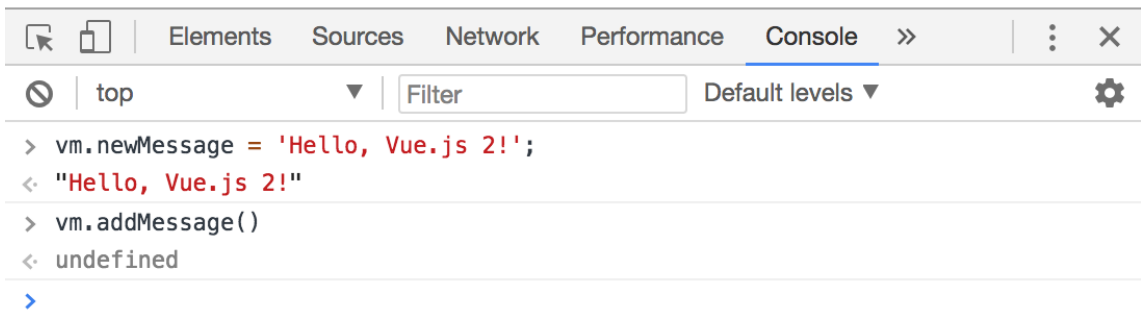 Elements Sources Network Performance Console »
top ▼ Filter Default levels ▼
> vm.newMessage = 'Hello, Vue.js 2!';
<· "Hello, Vue.js 2!"
> vm.addMessage()
<· undefined
>